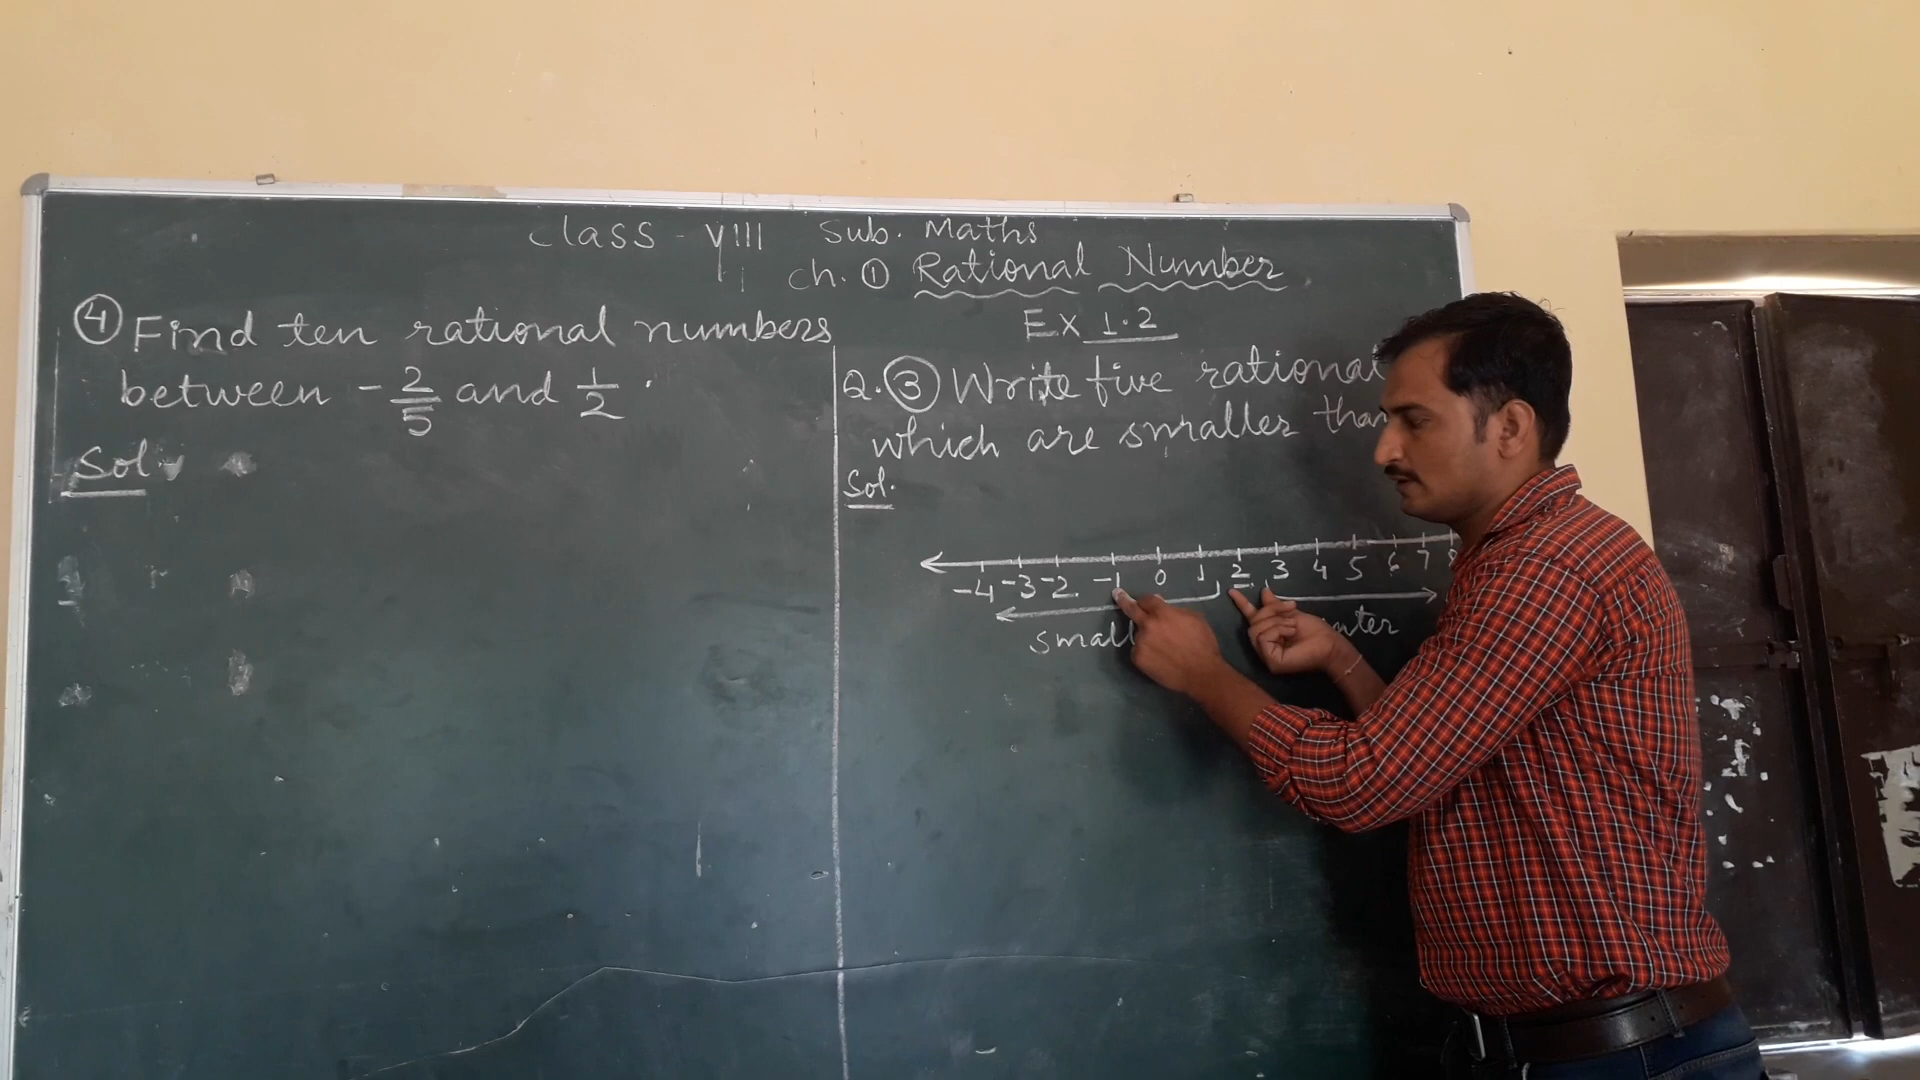 Class - VIII Sub. Maths
Ch. ① Rational Number
Ex 1.2
④ Find ten rational numbers
between - 2/5 and 1/2.
Sol.
Q. ③ Write five rational
which are smaller than
Sol.
-4 -3 -2 -1 0 1 2 3 4 5 6 7 8